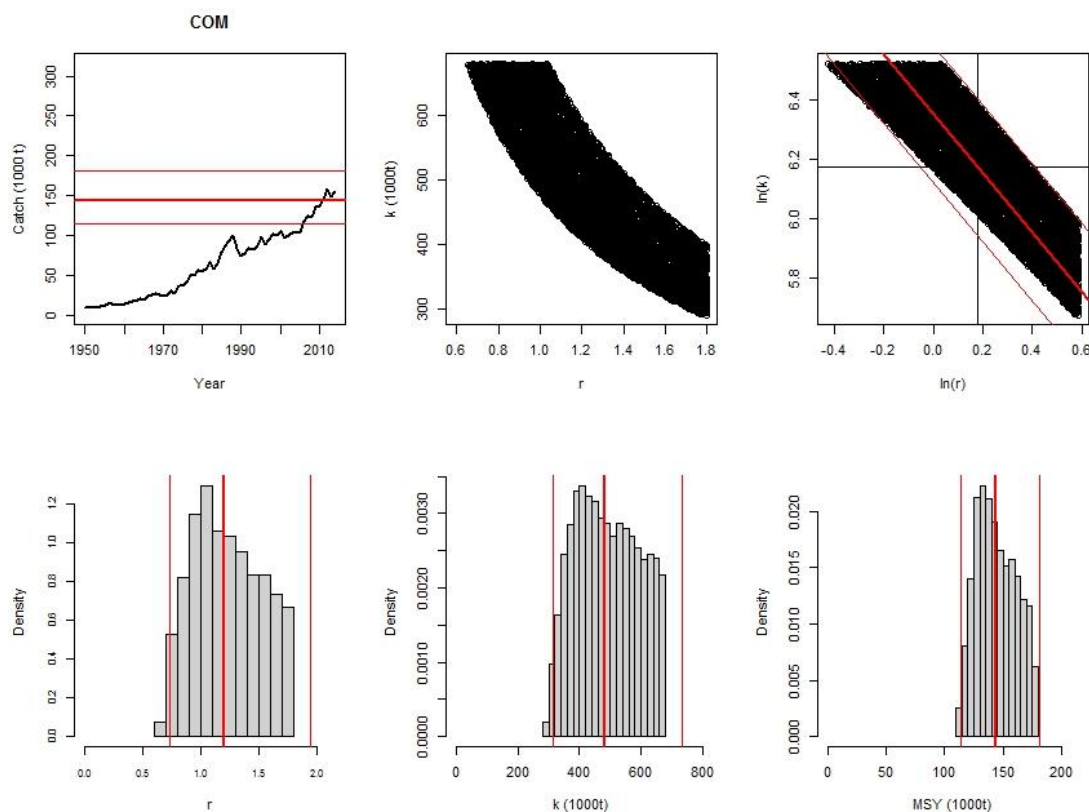 COM
Catch (1000 t)
0 50 100 150 200 250 300
1950 1970 1990 2010
Year
k (1000t)
300 400 500 600
0.6 0.8 1.0 1.2 1.4 1.6 1.8
r
ln(k)
5.8 6.0 6.2 6.4
-0.4 -0.2 0.0 0.2 0.4 0.6
ln(r)
Density
0.0 0.2 0.4 0.6 0.8 1.0 1.2
0.0 0.5 1.0 1.5 2.0
r
Density
0.0000 0.0010 0.0020 0.0030
0 200 400 600 800
k (1000t)
Density
0.000 0.005 0.010 0.015 0.020
0 50 100 150 200
MSY (1000t)